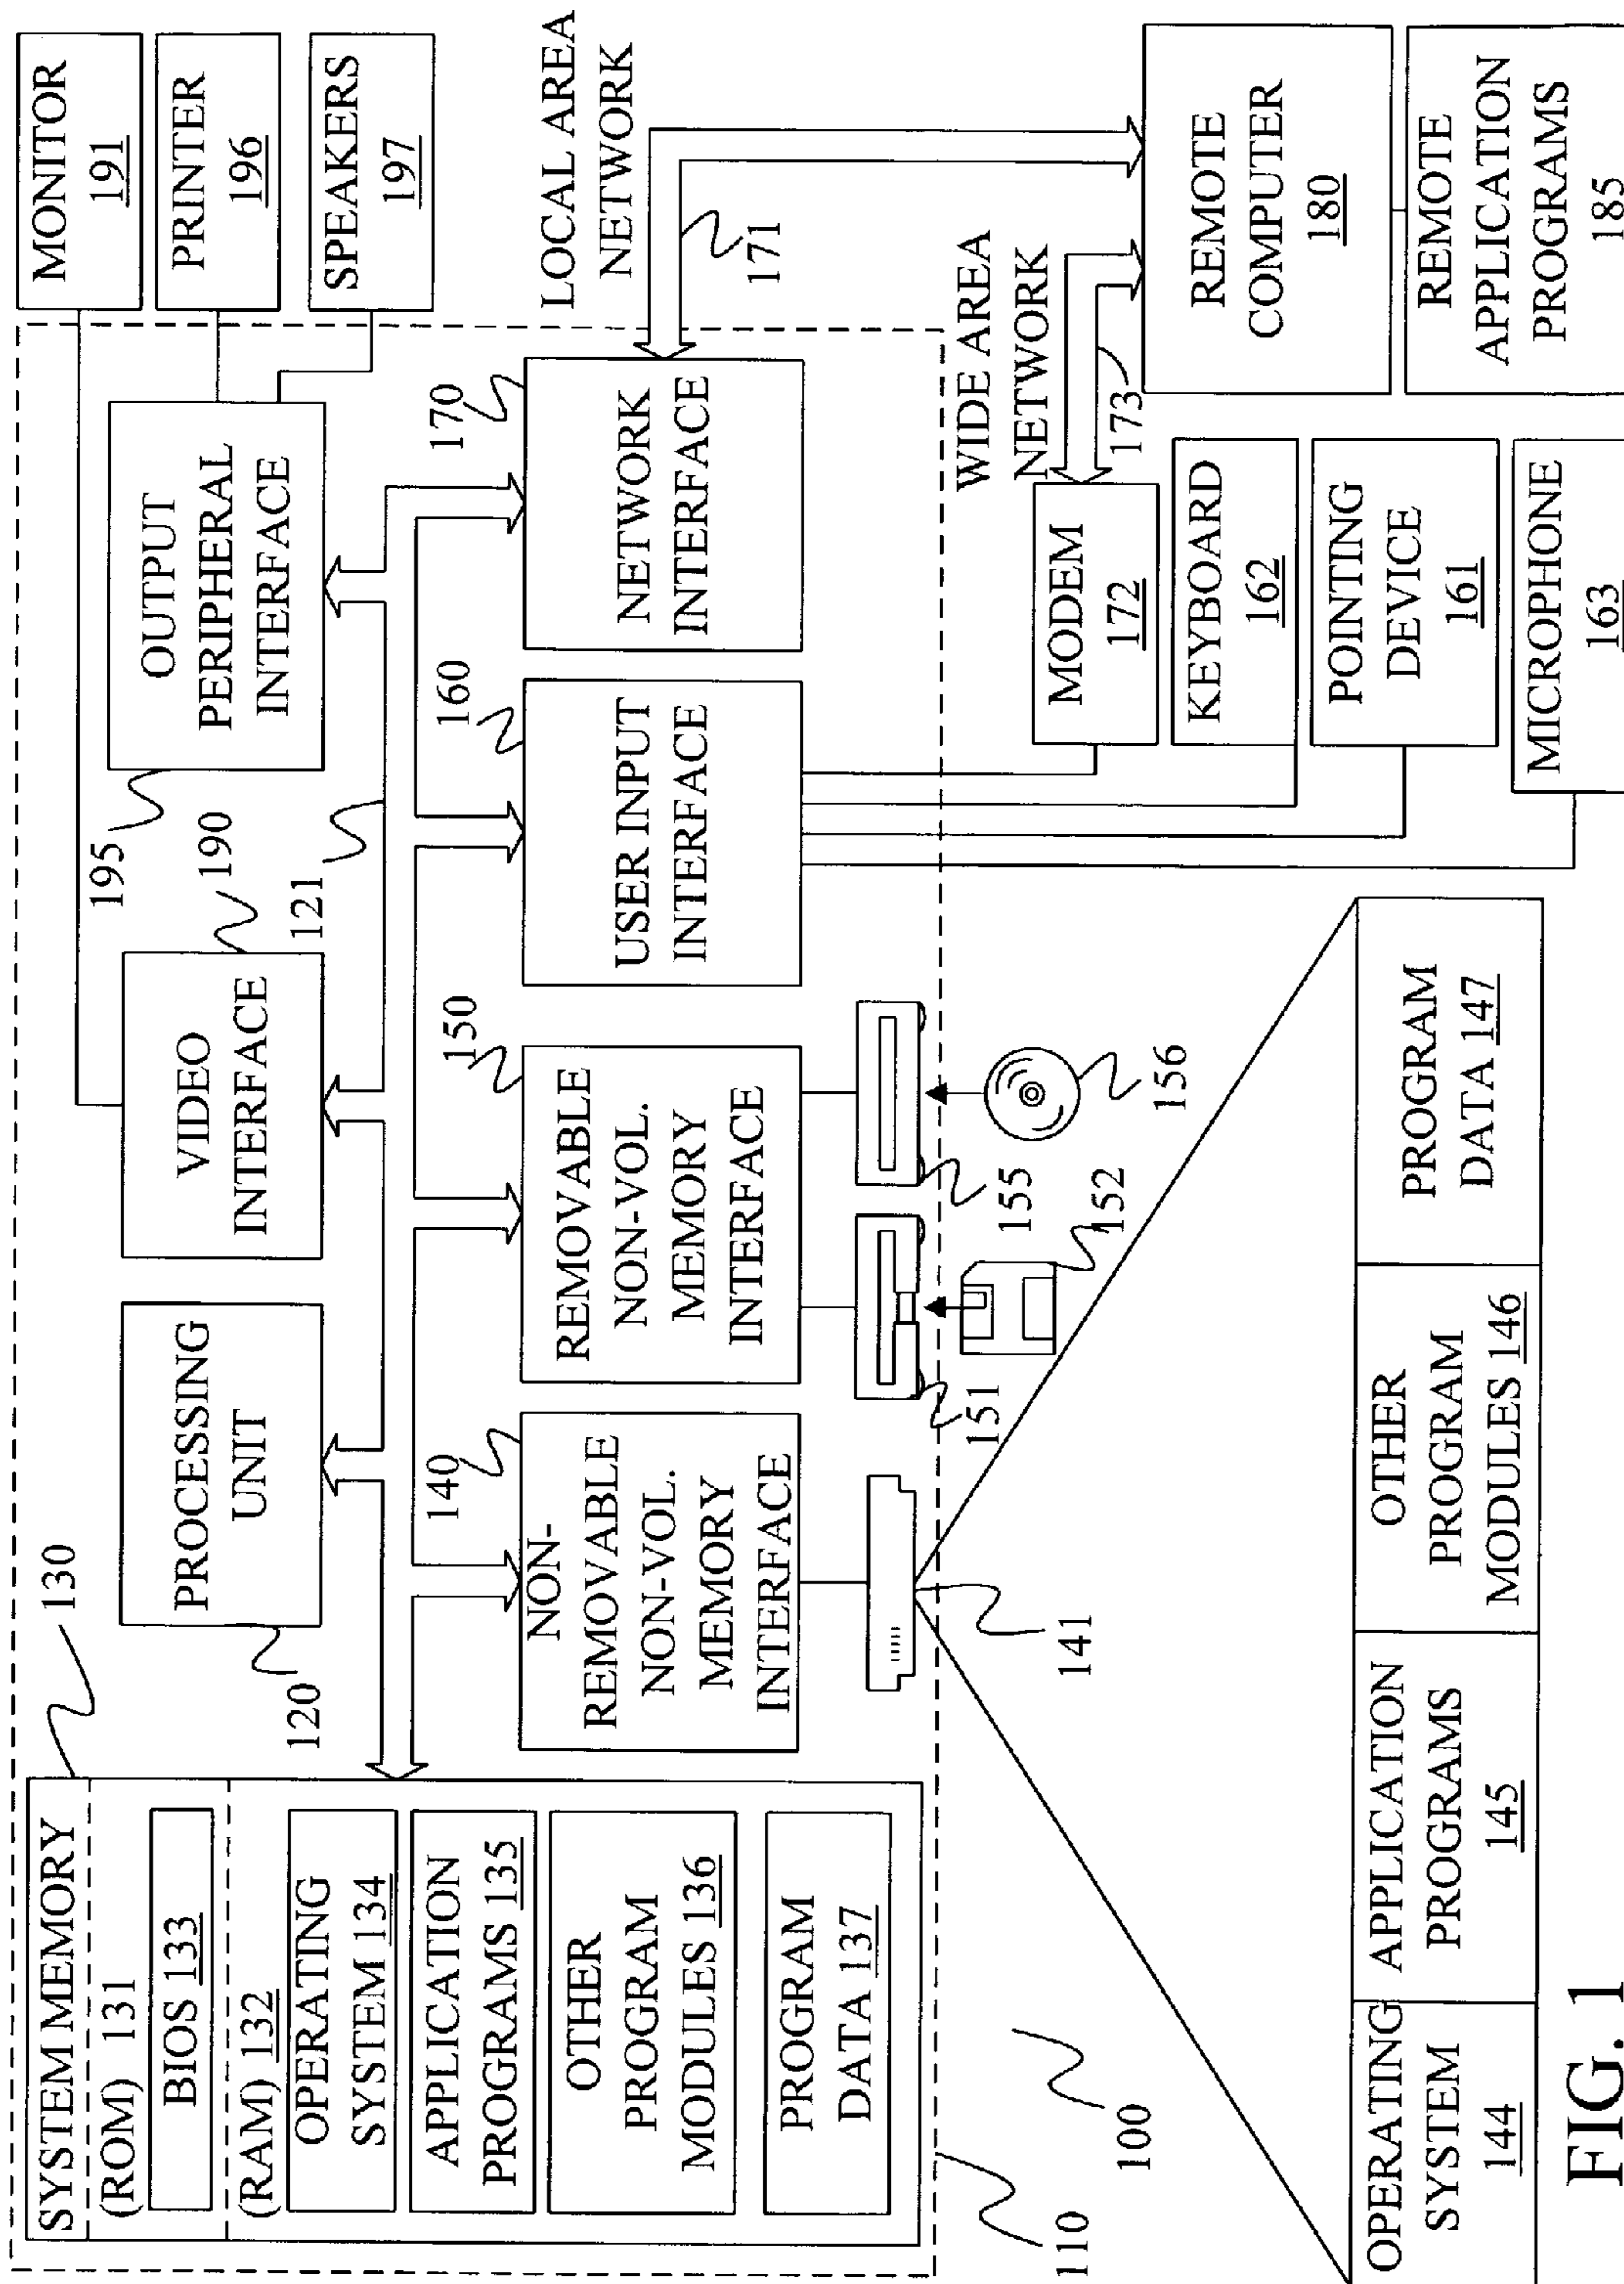 SYSTEM MEMORY
(ROM) 131
BIOS 133
(RAM) 132
OPERATING
SYSTEM 134
APPLICATION
PROGRAMS 135
OTHER
PROGRAM
MODULES 136
PROGRAM
DATA 137
130
PROCESSING
UNIT
120
VIDEO
INTERFACE
190
121
OUTPUT
PERIPHERAL
INTERFACE
195
MONITOR
191
PRINTER
196
SPEAKERS
197
NON-
REMOVABLE
NON-VOL.
MEMORY
INTERFACE
140
REMOVABLE
NON-VOL.
MEMORY
INTERFACE
150
USER INPUT
INTERFACE
160
NETWORK
INTERFACE
170
LOCAL AREA
NETWORK
171
141
151
152
155
156
WIDE AREA
NETWORK
173
MODEM
172
KEYBOARD
162
POINTING
DEVICE
161
MICROPHONE
163
REMOTE
COMPUTER
180
REMOTE
APPLICATION
PROGRAMS
185
110
100
OPERATING
SYSTEM
144
APPLICATION
PROGRAMS
145
OTHER
PROGRAM
MODULES 146
PROGRAM
DATA 147
FIG. 1